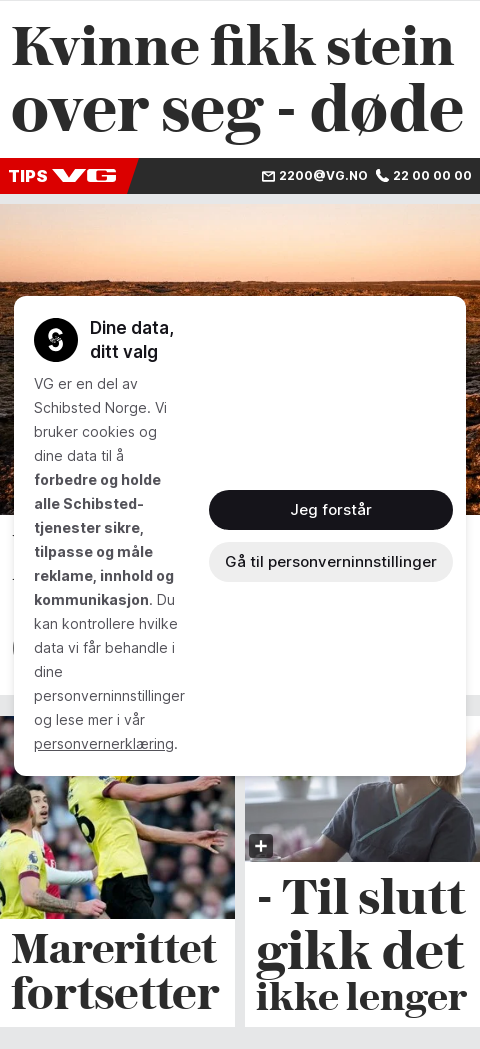 Kvinne fikk stein
over seg - døde
TIPS VG
2200@VG.NO 22 00 00 00
Dine data,
ditt valg
VG er en del av
Schibsted Norge. Vi
bruker cookies og
dine data til å
forbedre og holde
alle Schibsted-
tjenester sikre,
tilpasse og måle
reklame, innhold og
kommunikasjon. Du
kan kontrollere hvilke
data vi får behandle i
dine
personverninnstillinger
og lese mer i vår
personvernerklæring.
Jeg forstår
Gå til personverninnstillinger
Marerittet
fortsetter
- Til slutt
gikk det
ikke lenger